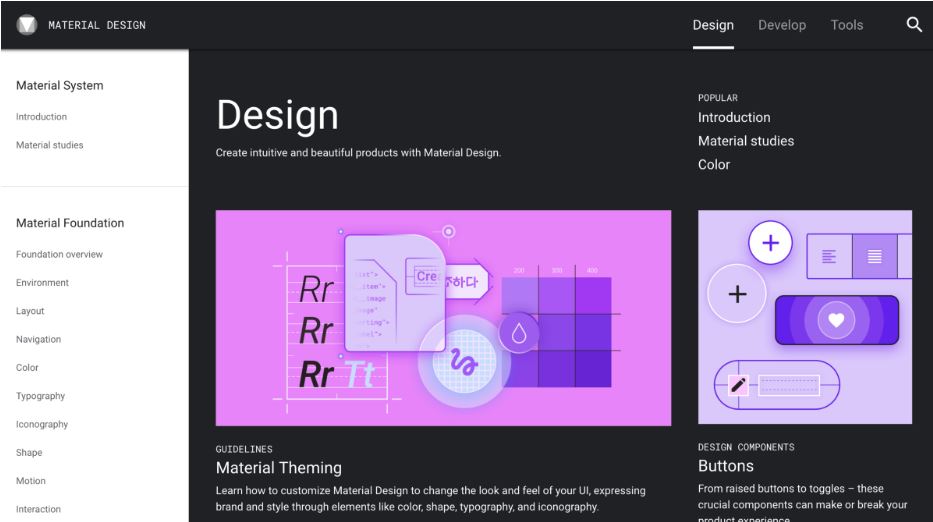 MATERIAL DESIGN
Design
Develop
Tools
Material System
Introduction
Material studies
Material Foundation
Foundation overview
Environment
Layout
Navigation
Color
Typography
Iconography
Shape
Motion
Interaction
Design
Create intuitive and beautiful products with Material Design.
POPULAR
Introduction
Material studies
Color
Rr
Rr
Rr Tt
Cre
하다
200 300 400
GUIDELINES
Material Theming
Learn how to customize Material Design to change the look and feel of your UI, expressing
brand and style through elements like color, shape, typography, and iconography.
DESIGN COMPONENTS
Buttons
From raised buttons to toggles – these
crucial components can make or break your
product experience.